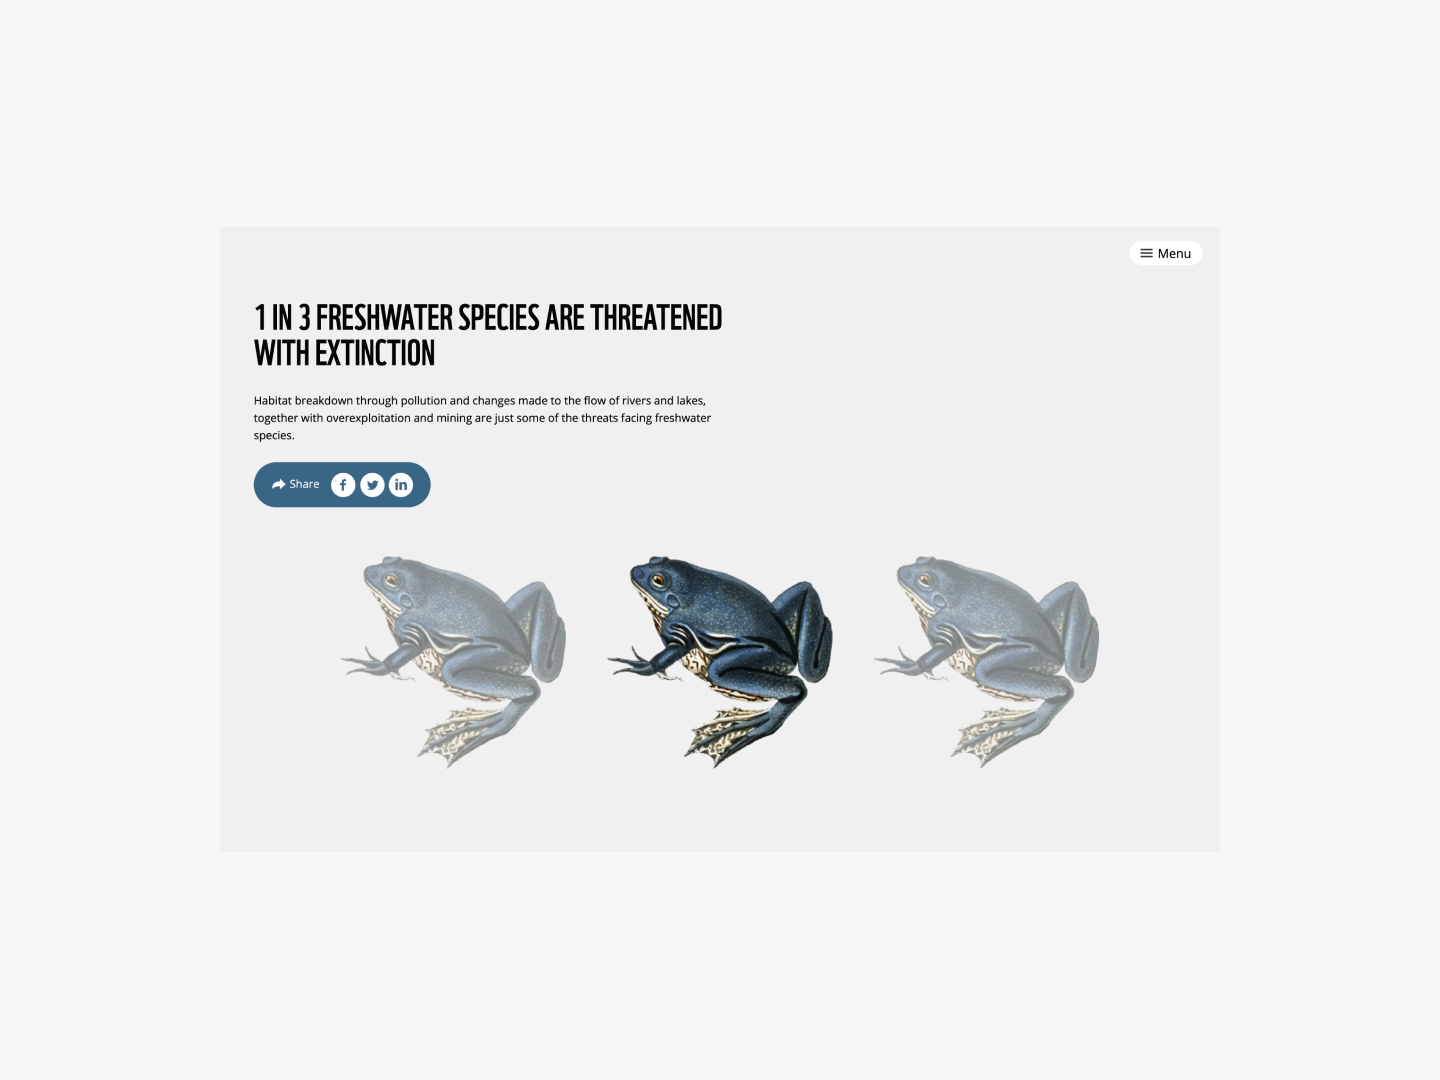 Menu
1 IN 3 FRESHWATER SPECIES ARE THREATENED
WITH EXTINCTION
Habitat breakdown through pollution and changes made to the flow of rivers and lakes,
together with overexploitation and mining are just some of the threats facing freshwater
species.
Share